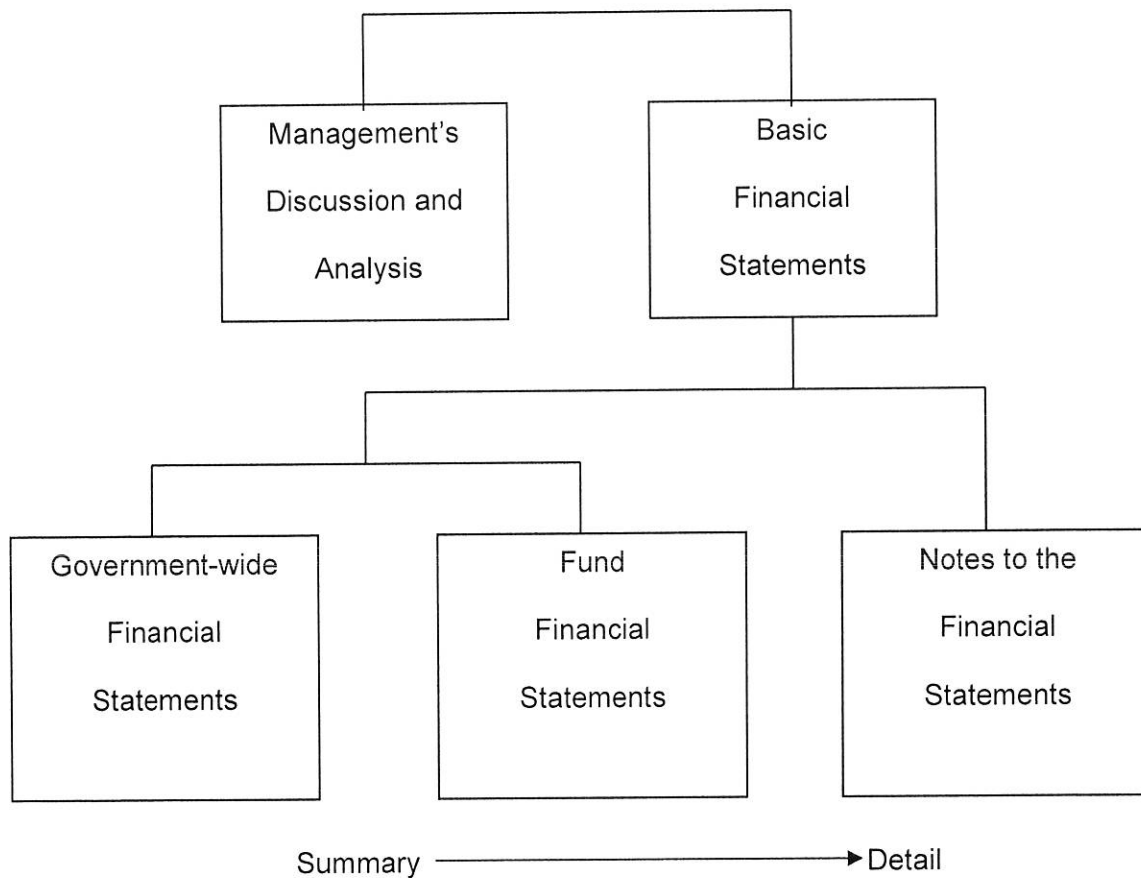 Management's
Discussion and
Analysis
Basic
Financial
Statements
Government-wide
Financial
Statements
Fund
Financial
Statements
Notes to the
Financial
Statements
Summary
Detail